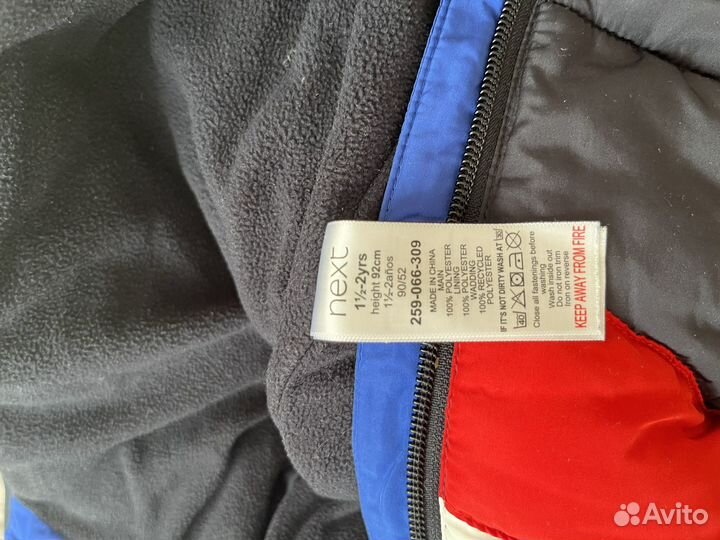 next
1½-2yrs
height 92cm
1½-2años
90/52
259-066-309
MADE IN CHINA
MAIN
100% POLYESTER
LINING
100% POLYESTER
WADDING
100% RECYCLED
POLYESTER
IF IT'S NOT DIRTY WASH AT 30
40
Close all fastenings before
washing
Wash inside out
Do not iron trim
Iron on reverse
KEEP AWAY FROM FIRE
Avito